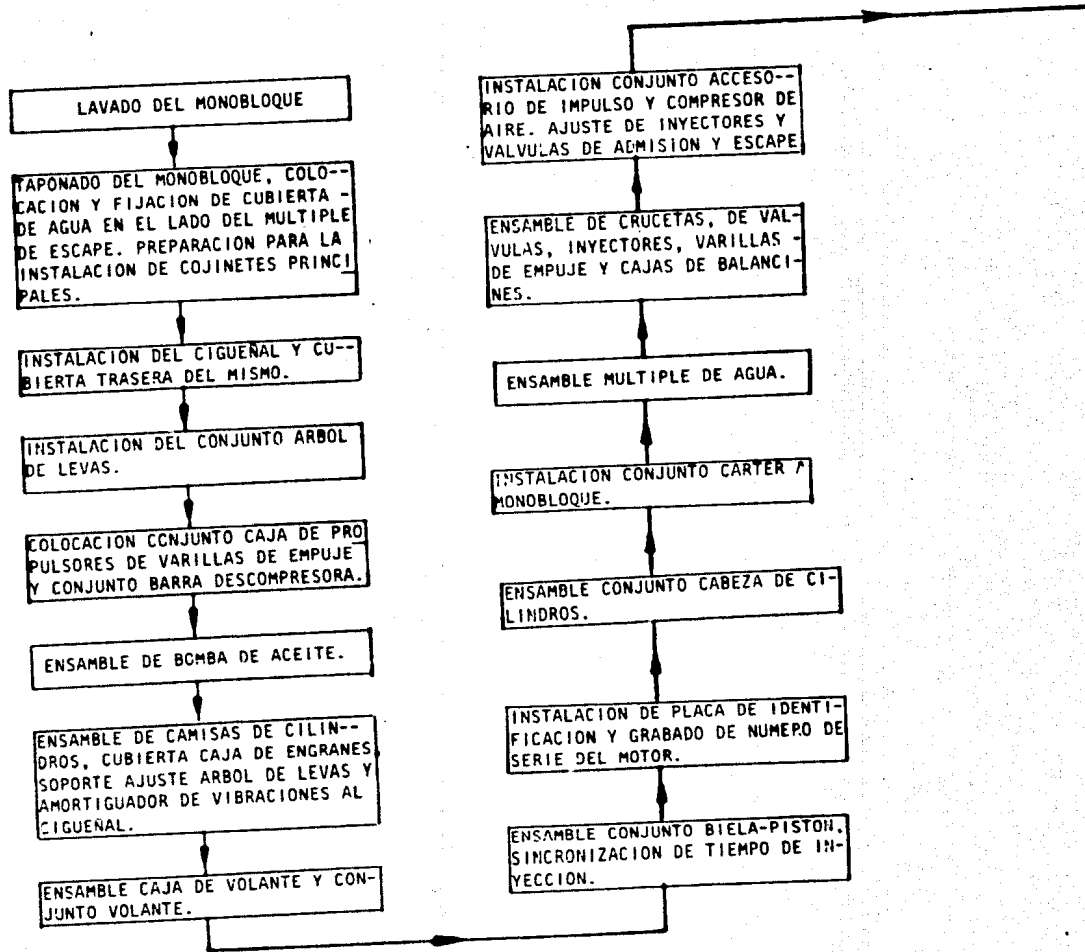 LAVADO DEL MONOBLOQUE
TAPONADO DEL MONOBLOQUE, COLO--
CACION Y FIJACION DE CUBIERTA -
DE AGUA EN EL LADO DEL MULTIPLE
DE ESCAPE. PREPARACION PARA LA
INSTALACION DE COJINETES PRINCI
PALES.
INSTALACION DEL CIGUEÑAL Y CU--
BIERTA TRASERA DEL MISMO.
INSTALACION DEL CONJUNTO ARBOL
DE LEVAS.
COLOCACION CONJUNTO CAJA DE PRO
PULSORES DE VARILLAS DE EMPUJE
Y CONJUNTO BARRA DESCOMPRESORA.
ENSAMBLE DE BOMBA DE ACEITE.
ENSAMBLE DE CAMISAS DE CILIN--
DROS, CUBIERTA CAJA DE ENGRANES
SOPORTE AJUSTE ARBOL DE LEVAS Y
AMORTIGUADOR DE VIBRACIONES AL
CIGUEÑAL.
ENSAMBLE CAJA DE VOLANTE Y CON-
JUNTO VOLANTE.
ENSAMBLE CONJUNTO BIELA-PISTON,
SINCRONIZACION DE TIEMPO DE IN-
YECCION.
INSTALACION DE PLACA DE IDENTI-
FICACION Y GRABADO DE NUMERO DE
SERIE DEL MOTOR.
ENSAMBLE CONJUNTO CABEZA DE CI-
LINDROS.
INSTALACION CONJUNTO CARTER A
MONOBLOQUE.
ENSAMBLE MULTIPLE DE AGUA.
ENSAMBLE DE CRUCETAS, DE VAL-
VULAS, INYECTORES, VARILLAS -
DE EMPUJE Y CAJAS DE BALANCI-
NES.
INSTALACION CONJUNTO ACCESO--
RIO DE IMPULSO Y COMPRESOR DE
AIRE. AJUSTE DE INYECTORES Y
VALVULAS DE ADMISION Y ESCAPE